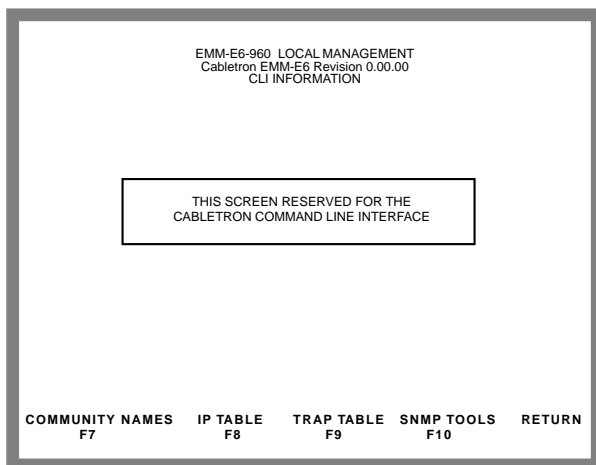 EMM-E6-960 LOCAL MANAGEMENT
Cabletron EMM-E6 Revision 0.00.00
CLI INFORMATION
THIS SCREEN RESERVED FOR THE
CABLETRON COMMAND LINE INTERFACE
COMMUNITY NAMES IP TABLE TRAP TABLE SNMP TOOLS RETURN
F7 F8 F9 F10